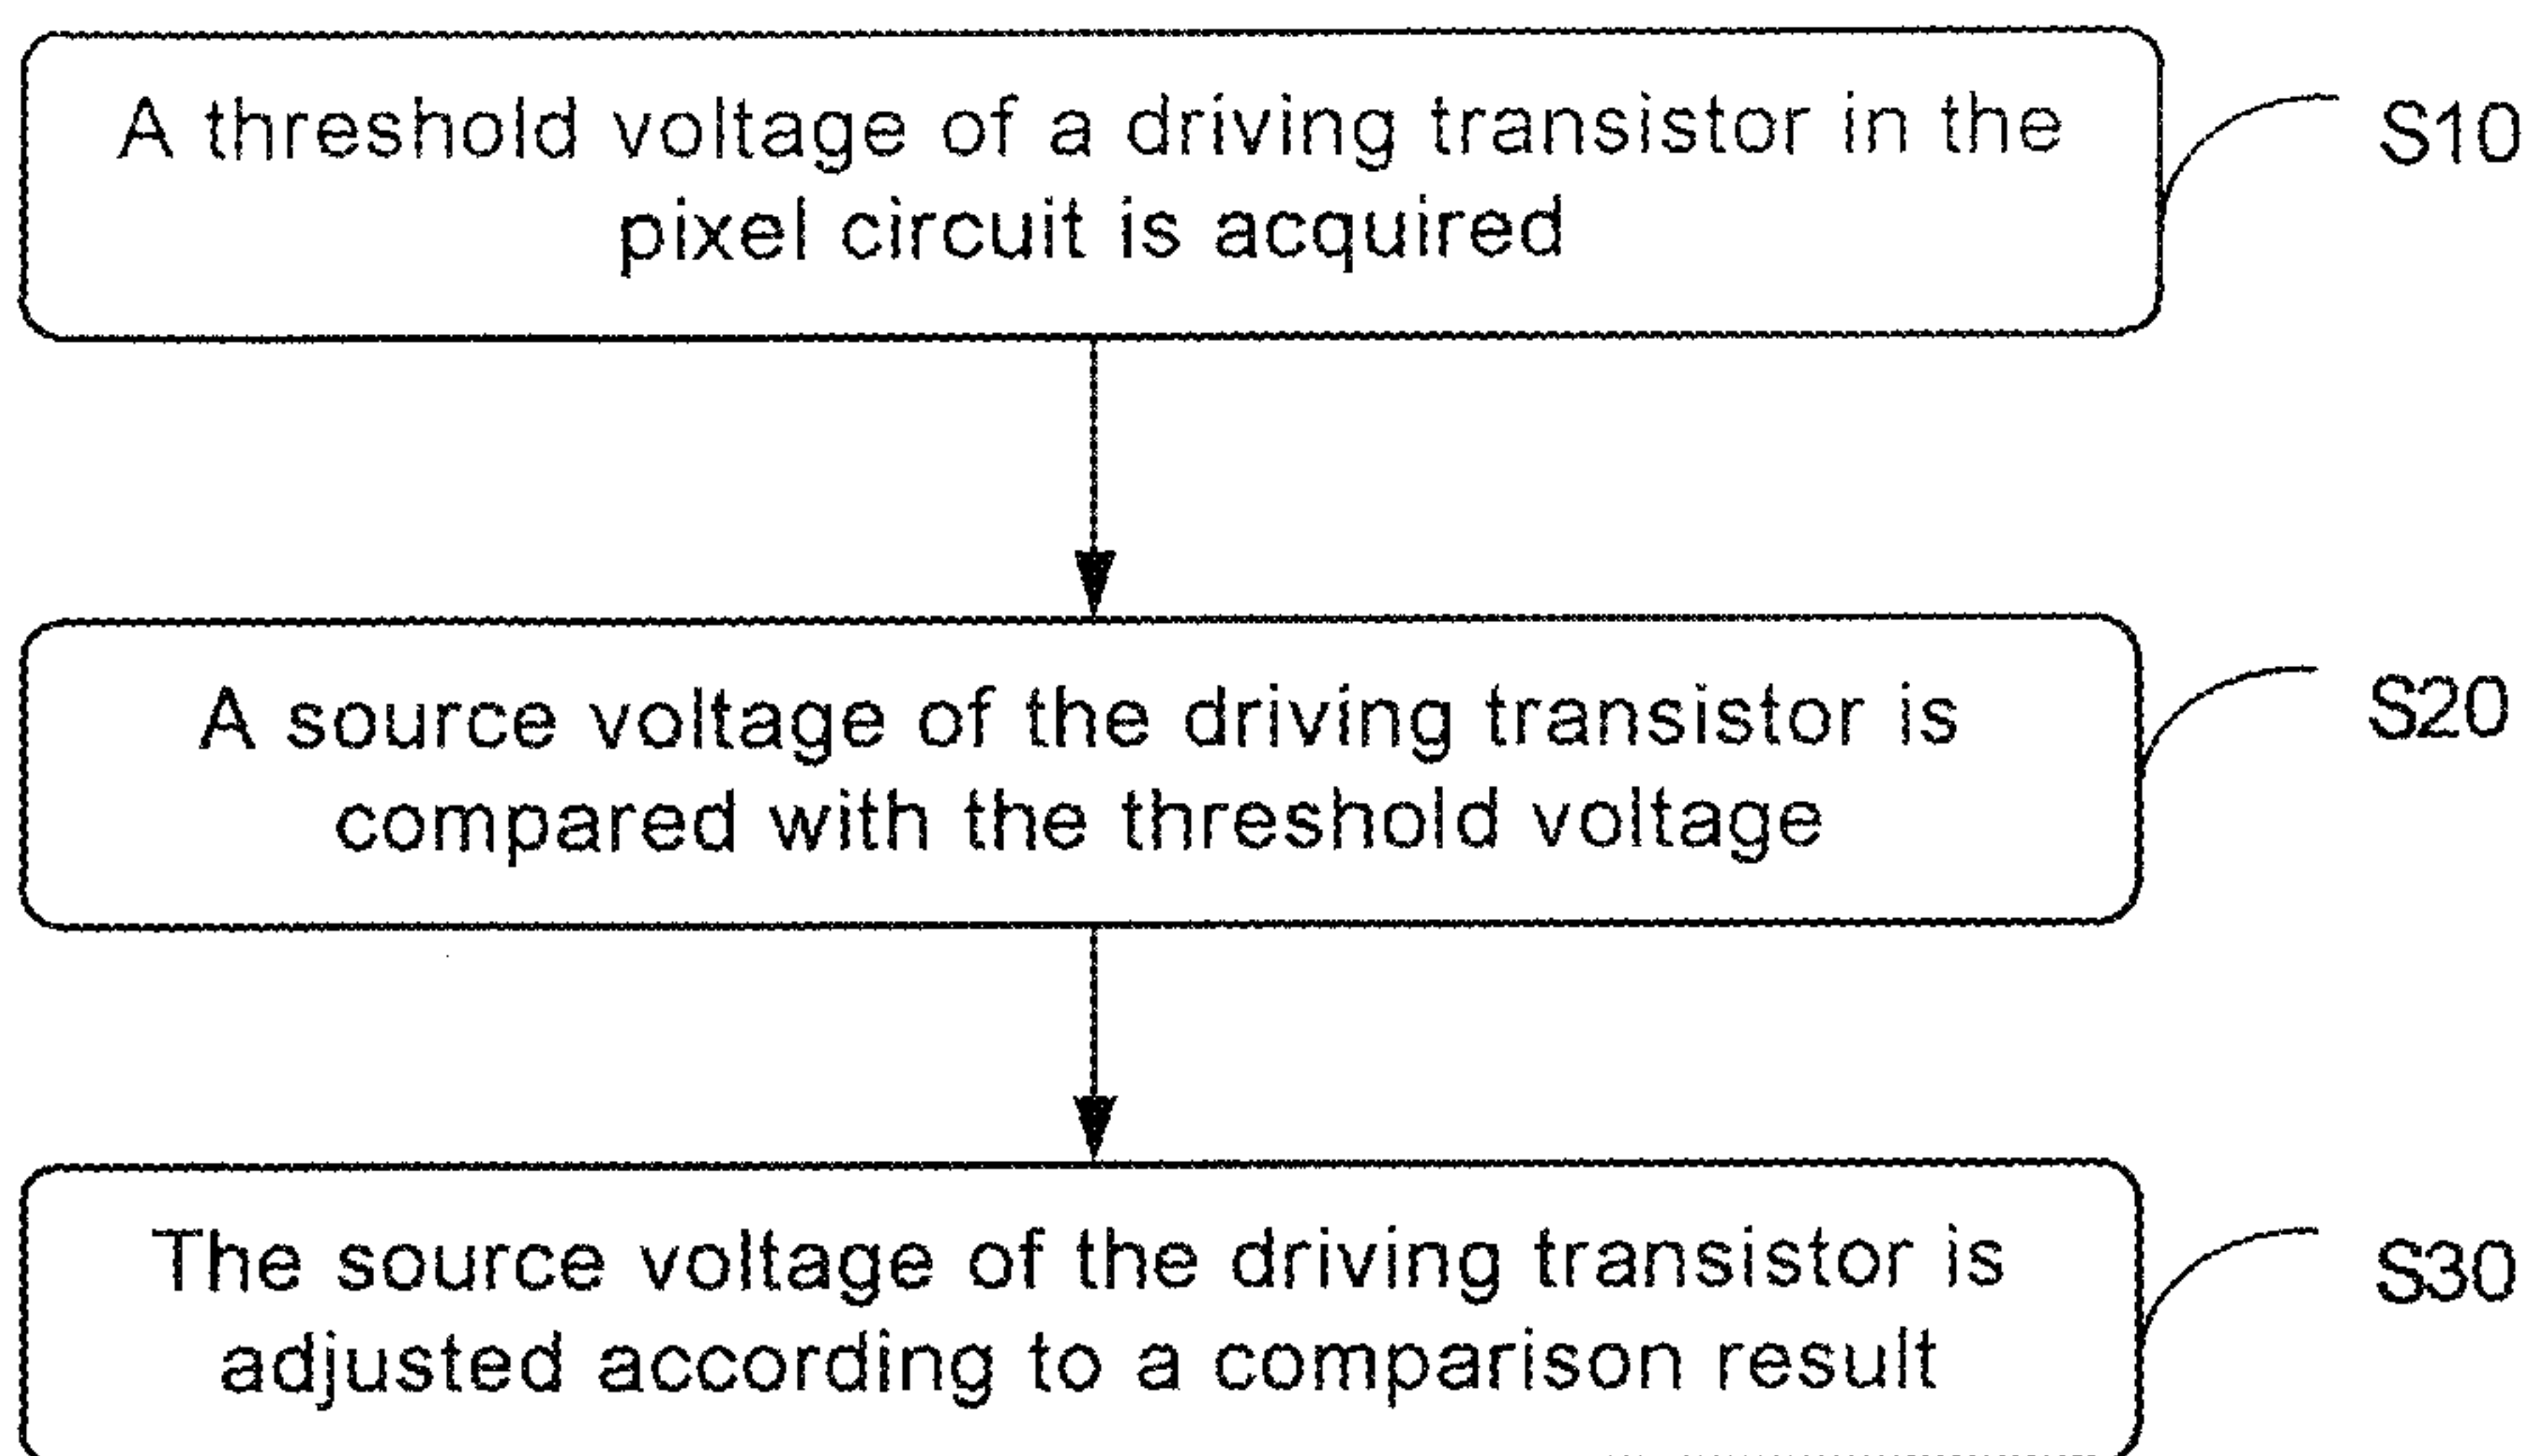 A threshold voltage of a driving transistor in the
pixel circuit is acquired
S10
A source voltage of the driving transistor is
compared with the threshold voltage
S20
The source voltage of the driving transistor is
adjusted according to a comparison result
S30